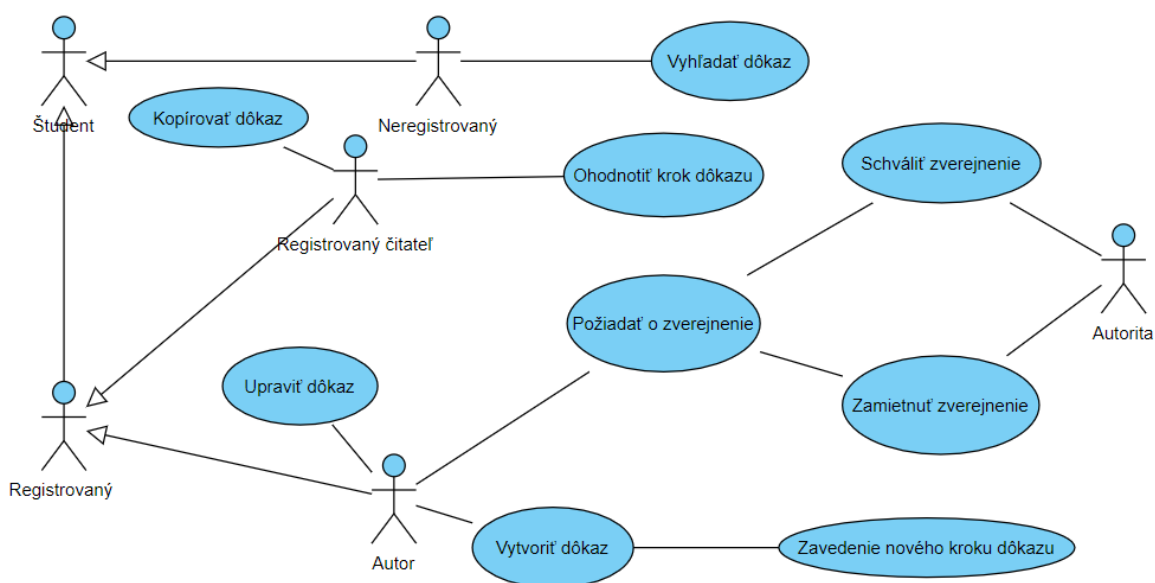 Vyhľadať dôkaz
Študent
Kopírovať dôkaz
Neregistrovaný
Schváliť zverejnenie
Ohodnotiť krok dôkazu
Registrovaný čitateľ
Požiadať o zverejnenie
Autorita
Upraviť dôkaz
Zamietnuť zverejnenie
Registrovaný
Vytvoriť dôkaz
Zavedenie nového kroku dôkazu
Autor